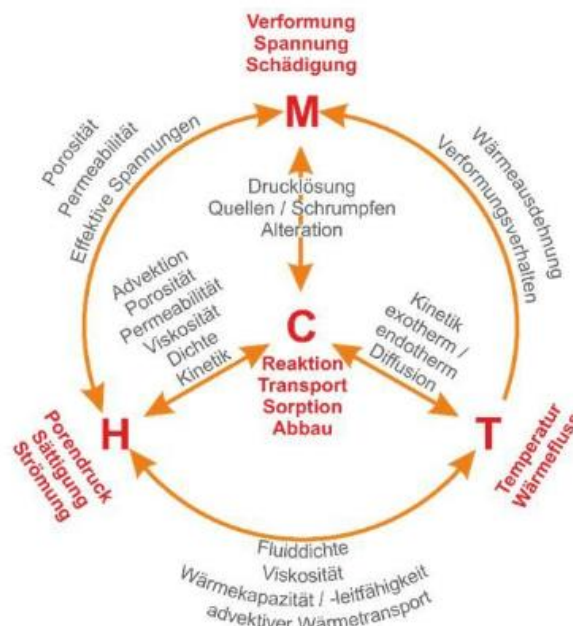 Verformung
Spannung
Schädigung
M
Porosität
Permeabilität
Effektive Spannungen
Wärmeausdehnung
Verformungsverhalten
Drucklösung
Quellen / Schrumpfen
Alteration
Advektion
Porosität
Permeabilität
Viskosität
Dichte
Kinetik
C
Reaktion
Transport
Sorption
Abbau
Kinetik
exotherm /
endotherm
Diffusion
H
Porendruck
Sättigung
Strömung
T
Temperatur
Wärmefluss
Fluiddichte
Viskosität
Wärmekapazität / -leitfähigkeit
advektiver Wärmetransport